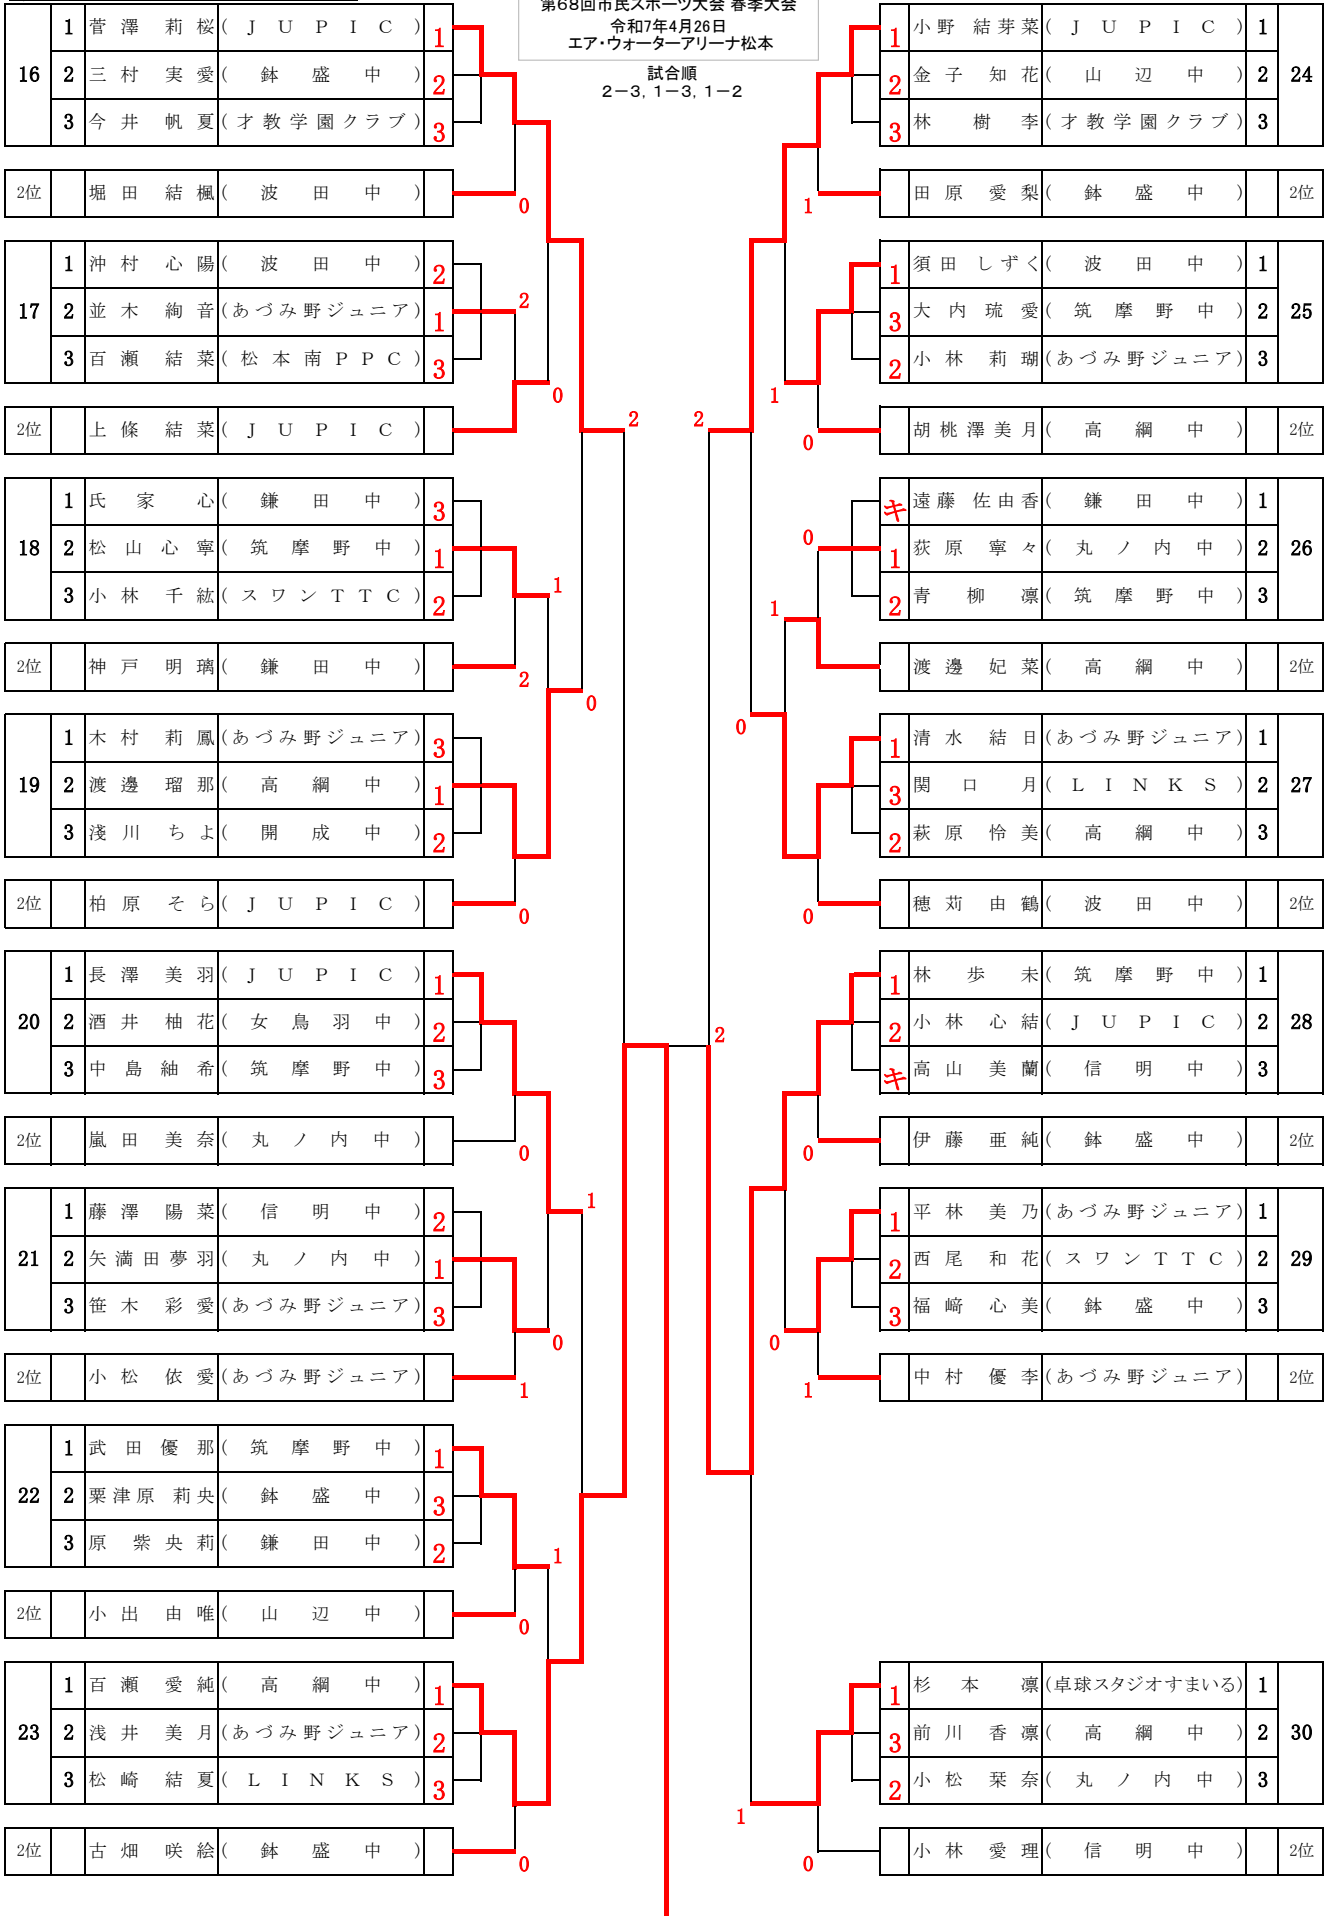 第68回市民スポーツ大会 春季大会
令和7年4月26日
エア・ウォーターアリーナ松本
試合順
2－3, 1－3, 1－2
16
1 菅澤 莉桜 (JUPIC) 1
2 三村 実愛 (鉢盛中) 2
3 今井 帆夏 (才教学園クラブ) 3
2位 堀田 結楓 (波田中)
0
17
1 沖村 心陽 (波田中) 2
2 並木 絢音 (あづみ野ジュニア) 1
3 百瀬 結菜 (松本南PPC) 3
2
0
2位 上條 結菜 (JUPIC)
2
18
1 氏家 心 (鎌田中) 3
2 松山心寧 (筑摩野中) 1
3 小林 千紘 (スワンTTC) 2
1
2位 神戸 明璃 (鎌田中)
2
0
19
1 木村 莉鳳 (あづみ野ジュニア) 3
2 渡邊 瑠那 (高綱中) 1
3 淺川 ちよ (開成中) 2
2位 柏原 そら (JUPIC)
0
20
1 長澤 美羽 (JUPIC) 1
2 酒井 柚花 (女鳥羽中) 2
3 中島 紬希 (筑摩野中) 3
2位 嵐田 美奈 (丸ノ内中)
0
1
21
1 藤澤 陽菜 (信明中) 2
2 矢満田夢羽 (丸ノ内中) 1
3 笹木 彩愛 (あづみ野ジュニア) 3
0
2位 小松 依愛 (あづみ野ジュニア)
1
22
1 武田優那 (筑摩野中) 1
2 粟津原 莉央 (鉢盛中) 3
3 原 紫央莉 (鎌田中) 2
1
2位 小出 由唯 (山辺中)
0
23
1 百瀬 愛純 (高綱中) 1
2 浅井 美月 (あづみ野ジュニア) 2
3 松崎 結夏 (LINKS) 3
2位 古畑 咲絵 (鉢盛中)
0
24
1 小野 結芽菜 (JUPIC) 1
2 金子 知花 (山辺中) 2
3 林 樹李 (才教学園クラブ) 3
1
田原 愛梨 (鉢盛中) 2位
25
1 須田 しずく (波田中) 1
3 大内琉愛 (筑摩野中) 2
2 小林 莉瑚 (あづみ野ジュニア) 3
1
2
0
胡桃澤美月 (高綱中) 2位
26
キ 遠藤 佐由香 (鎌田中) 1
1 荻原 寧々 (丸ノ内中) 2
2 青柳 凛 (筑摩野中) 3
0
1
渡邊 妃菜 (高綱中) 2位
0
27
1 清水 結日 (あづみ野ジュニア) 1
3 関口 月 (LINKS) 2
2 萩原 怜美 (高綱中) 3
0
穂苅 由鶴 (波田中) 2位
28
1 林 歩未 (筑摩野中) 1
2 小林 心結 (JUPIC) 2
キ 高山 美蘭 (信明中) 3
2
0
伊藤 亜純 (鉢盛中) 2位
29
1 平林 美乃 (あづみ野ジュニア) 1
2 西尾 和花 (スワンTTC) 2
3 福﨑 心美 (鉢盛中) 3
0
1
中村 優李 (あづみ野ジュニア) 2位
30
1 杉本 凛 (卓球スタジオすまいる) 1
3 前川 香凛 (高綱中) 2
2 小松 栞奈 (丸ノ内中) 3
1
0
小林 愛理 (信明中) 2位